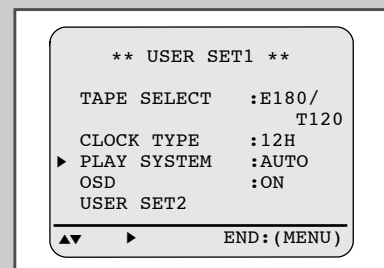 ** USER SET1 **
TAPE SELECT :E180/
T120
CLOCK TYPE :12H
▶ PLAY SYSTEM :AUTO
OSD :ON
USER SET2
▲▼ ▶ END:(MENU)